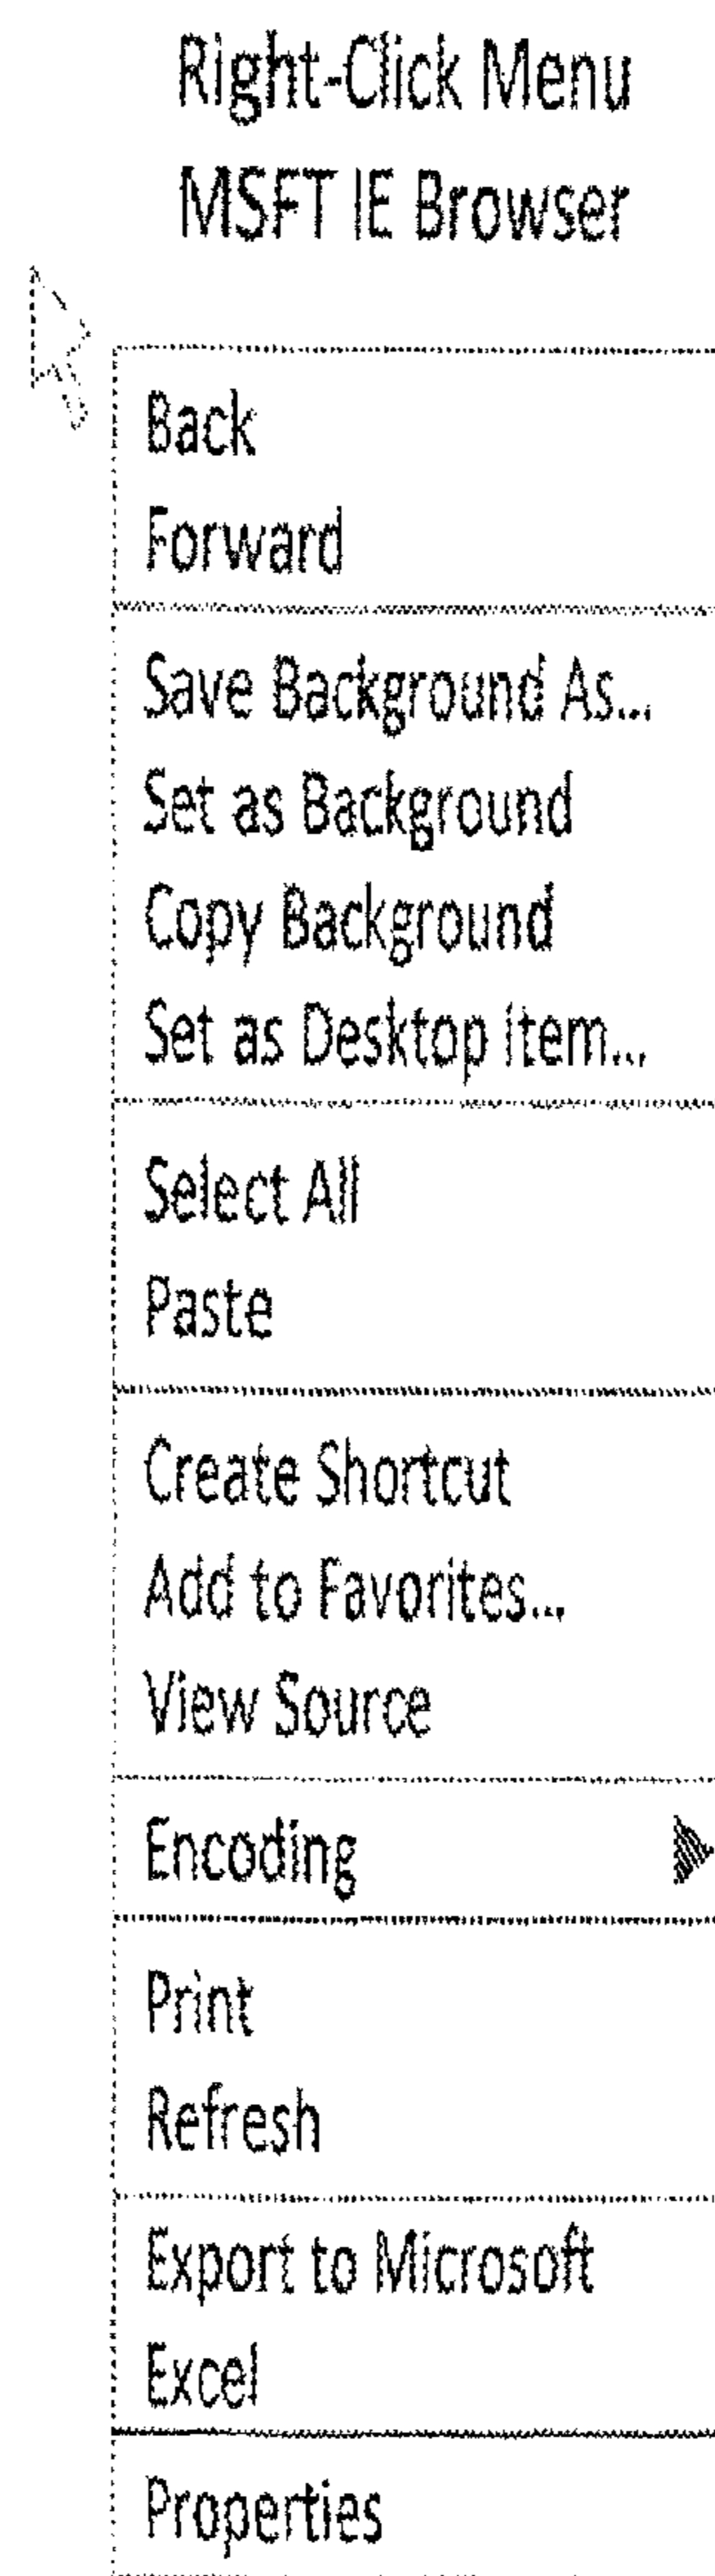 Right-Click Menu
MSFT IE Browser
Back
Forward
Save Background As...
Set as Background
Copy Background
Set as Desktop Item...
Select All
Paste
Create Shortcut
Add to Favorites...
View Source
Encoding
Print
Refresh
Export to Microsoft
Excel
Properties